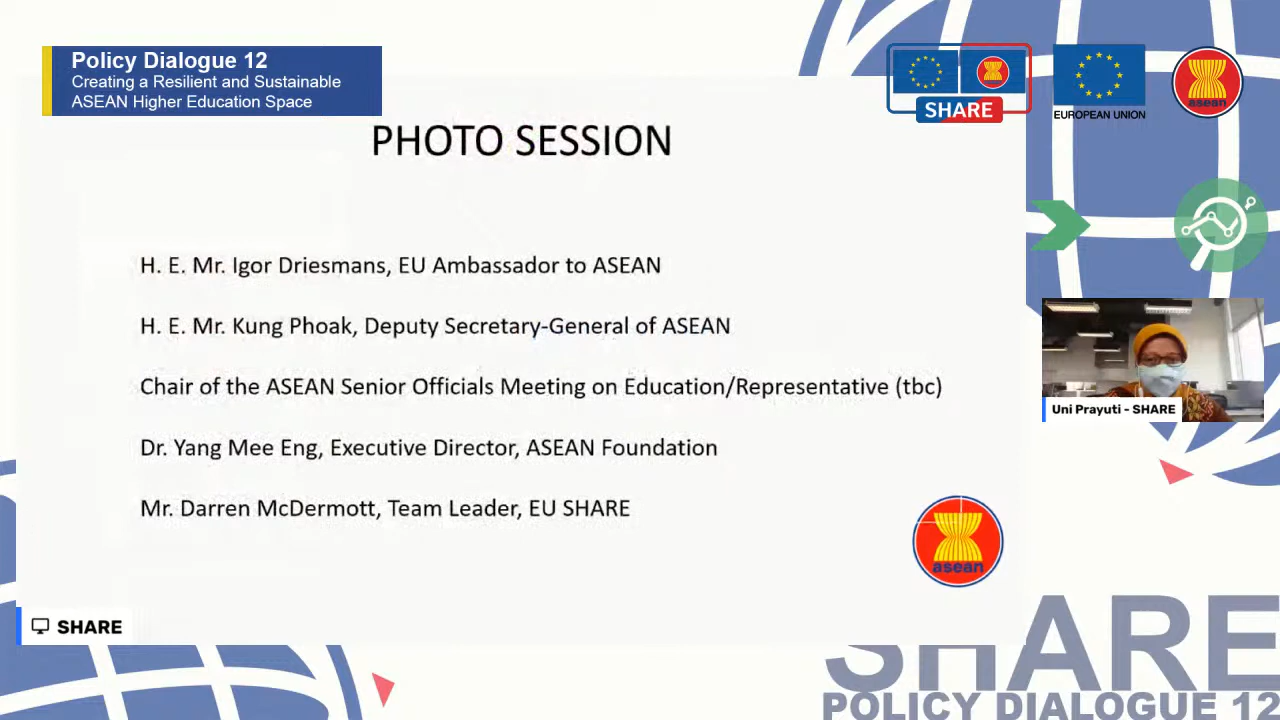 Policy Dialogue 12
Creating a Resilient and Sustainable
ASEAN Higher Education Space
SHARE
EUROPEAN UNION
asean
PHOTO SESSION
H. E. Mr. Igor Driesmans, EU Ambassador to ASEAN
H. E. Mr. Kung Phoak, Deputy Secretary-General of ASEAN
Chair of the ASEAN Senior Officials Meeting on Education/Representative (tbc)
Dr. Yang Mee Eng, Executive Director, ASEAN Foundation
Mr. Darren McDermott, Team Leader, EU SHARE
Uni Prayuti - SHARE
asean
SHARE
SHARE
POLICY DIALOGUE 12